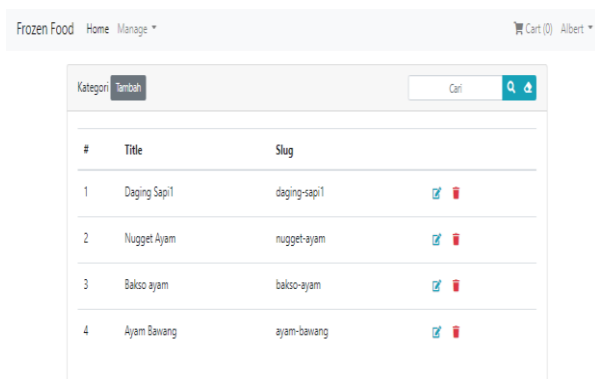 Frozen Food Home Manage Cart (0) Albert
Kategori Tambah Cari
# Title Slug
1 Daging Sapi1 daging-sapi1
2 Nugget Ayam nugget-ayam
3 Bakso ayam bakso-ayam
4 Ayam Bawang ayam-bawang